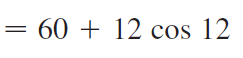 = 60 + 12 cos 12